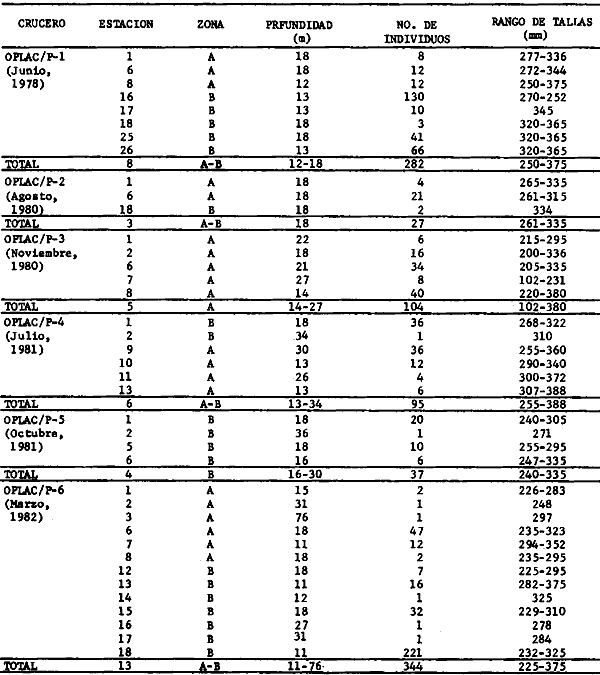 CRUCERO ESTACION ZONA PRFUNDIDAD (m) NO. DE INDIVIDUOS RANGO DE TALLAS (mm)
OPLAC/P-1 1 A 18 8 277-336
(Junio, 6 A 18 12 272-344
1978) 8 A 12 12 250-375
16 B 13 130 270-252
17 B 13 10 345
18 B 18 3 320-365
25 B 18 41 320-365
26 B 13 66 320-365
TOTAL 8 A-B 12-18 282 250-375
OPLAC/P-2 1 A 18 4 265-335
(Agosto, 6 A 18 21 261-315
1980) 18 B 18 2 334
TOTAL 3 A-B 18 27 261-335
OPLAC/P-3 1 A 22 6 215-295
(Noviembre, 2 A 18 16 200-336
1980) 6 A 21 34 205-335
7 A 27 8 102-231
8 A 14 40 220-380
TOTAL 5 A 14-27 104 102-380
OPLAC/P-4 1 B 18 36 268-322
(Julio, 2 B 34 1 310
1981) 9 A 30 36 255-360
10 A 13 12 290-340
11 A 26 4 300-372
13 A 13 6 307-388
TOTAL 6 A-B 13-34 95 255-388
OPLAC/P-5 1 B 18 20 240-305
(Octubre, 2 B 36 1 271
1981) 5 B 18 10 255-295
6 B 16 6 247-335
TOTAL 4 B 16-30 37 240-335
OPLAC/P-6 1 A 15 2 226-283
(Marzo, 2 A 31 1 248
1982) 3 A 76 1 297
6 A 18 47 235-323
7 A 11 12 294-352
8 A 18 2 235-295
12 B 18 7 225-295
13 B 11 16 282-375
14 B 12 1 325
15 B 18 32 229-310
16 B 27 1 278
17 B 31 1 284
18 B 11 221 232-325
TOTAL 13 A-B 11-76 344 225-375